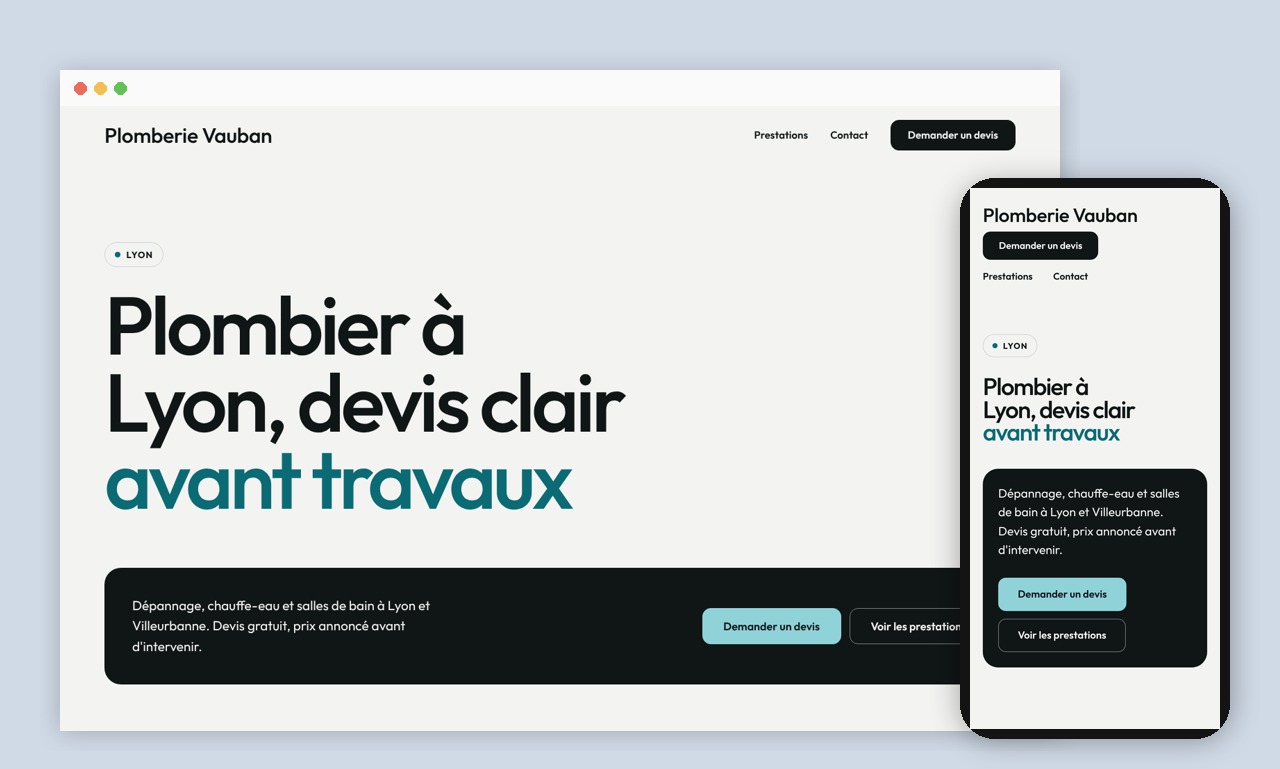 Plomberie Vauban
Prestations Contact Demander un devis
LYON
Plombier à
Lyon, devis clair
avant travaux
Dépannage, chauffe-eau et salles de bain à Lyon et
Villeurbanne. Devis gratuit, prix annoncé avant
d'intervenir.
Demander un devis
Voir les prestation
Plomberie Vauban
Demander un devis
Prestations Contact
LYON
Plombier à
Lyon, devis clair
avant travaux
Dépannage, chauffe-eau et salles
de bain à Lyon et Villeurbanne.
Devis gratuit, prix annoncé avant
d'intervenir.
Demander un devis
Voir les prestations